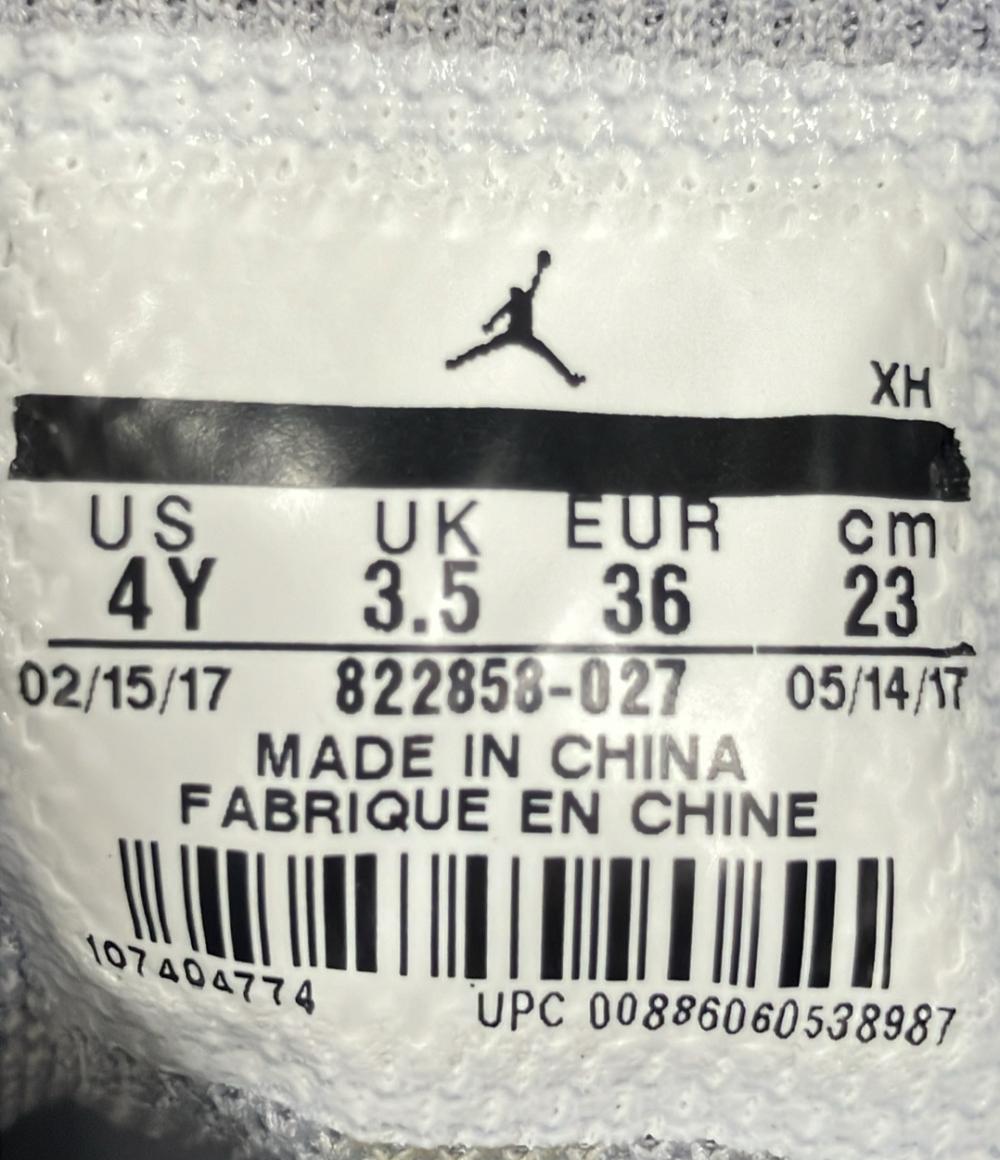 XH
US UK EUR cm
4Y 3.5 36 23
02/15/17 822858-027 05/14/17
MADE IN CHINA
FABRIQUE EN CHINE
107404774
UPC 00886060538987